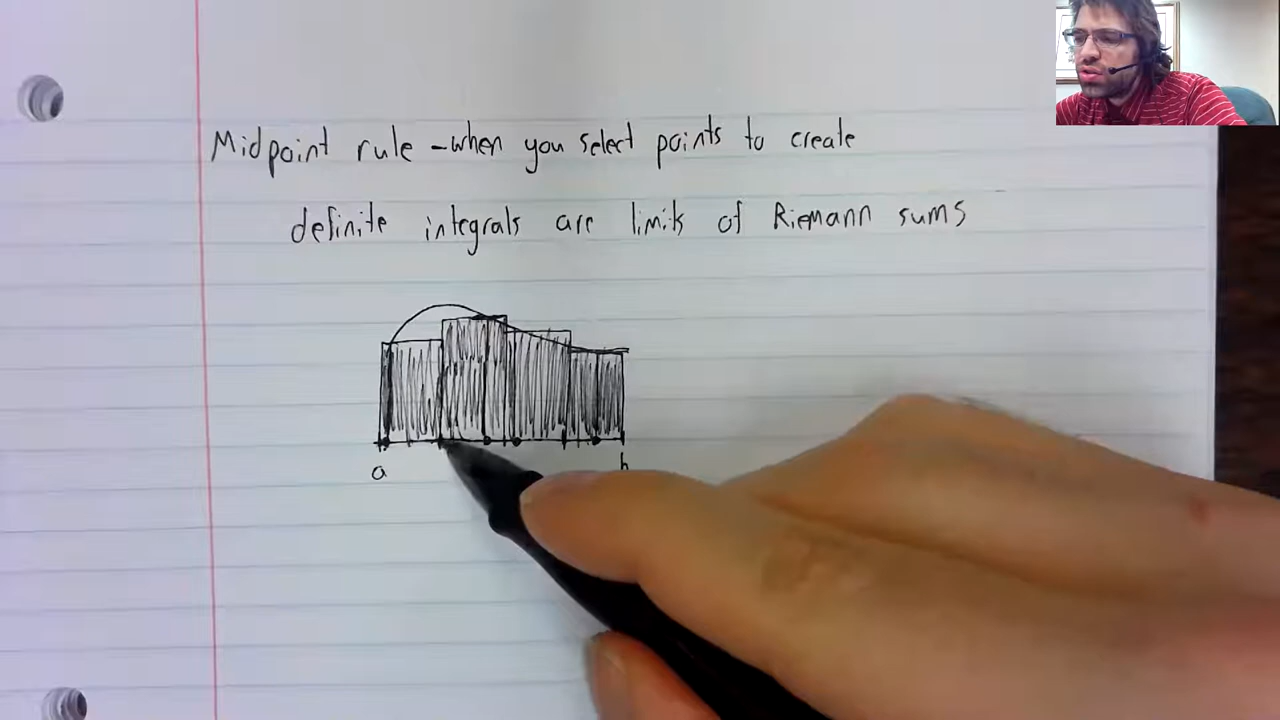 Midpoint rule - when you select points to create
definite integrals are limits of Riemann sums
a b